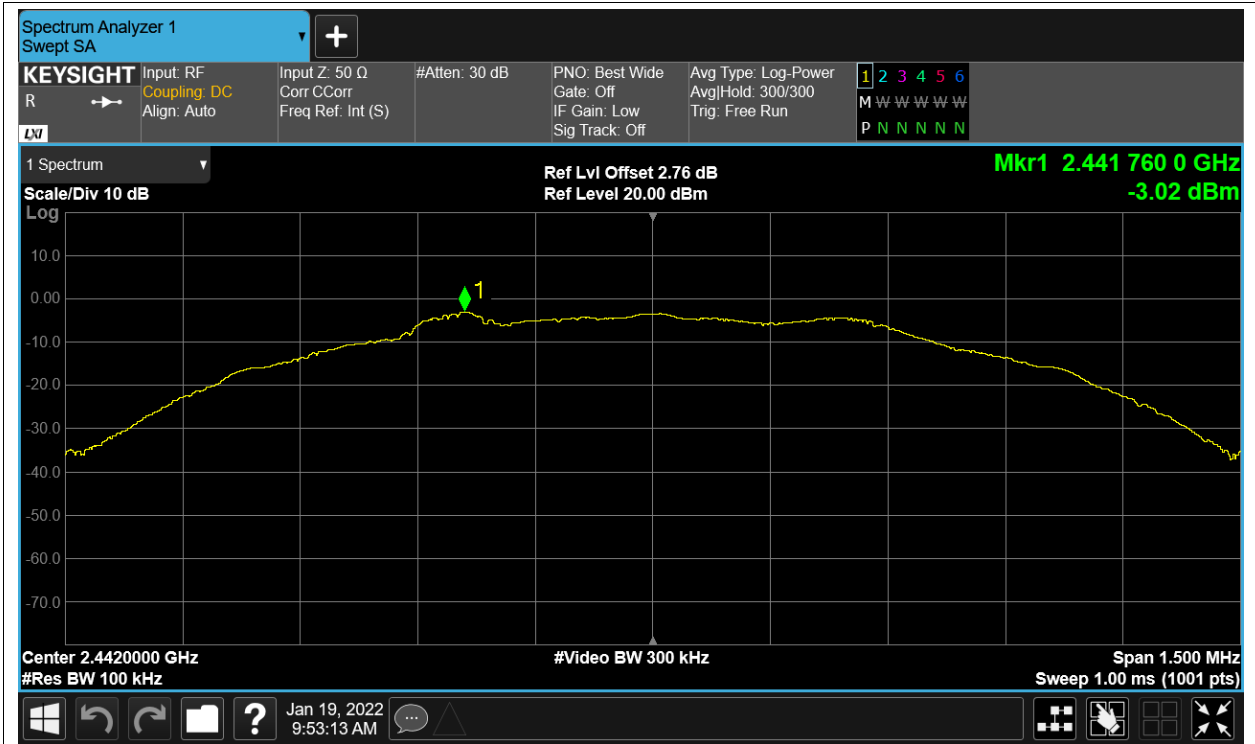 Spectrum Analyzer 1
Swept SA
KEYSIGHT
R
LXI
Input: RF
Coupling: DC
Align: Auto
Input Z: 50 Ω
Corr CCorr
Freq Ref: Int (S)
#Atten: 30 dB
PNO: Best Wide
Gate: Off
IF Gain: Low
Sig Track: Off
Avg Type: Log-Power
Avg|Hold: 300/300
Trig: Free Run
1 2 3 4 5 6
M W W W W W
P N N N N N
1 Spectrum
Scale/Div 10 dB
Ref Lvl Offset 2.76 dB
Ref Level 20.00 dBm
Mkr1 2.441 760 0 GHz
-3.02 dBm
Log
10.0
0.00
-10.0
-20.0
-30.0
-40.0
-50.0
-60.0
-70.0
1
Center 2.4420000 GHz
#Res BW 100 kHz
#Video BW 300 kHz
Span 1.500 MHz
Sweep 1.00 ms (1001 pts)
?
Jan 19, 2022
9:53:13 AM